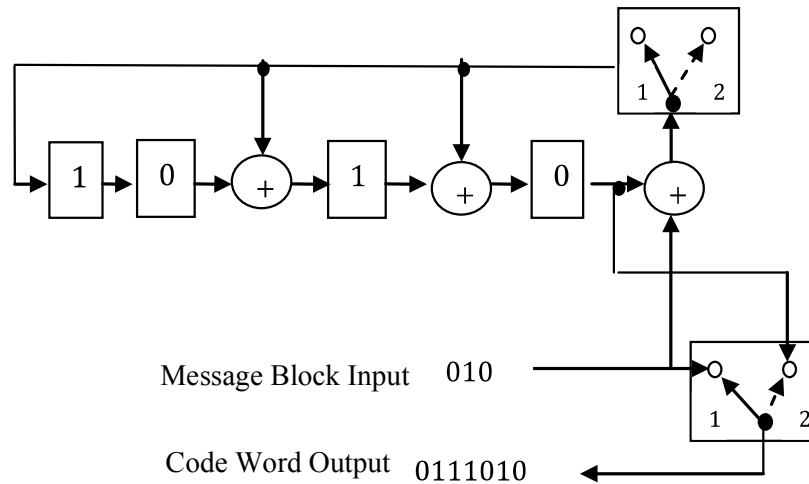 1 2
1 0 + 1 + 0 +
Message Block Input 010
1 2
Code Word Output 0111010